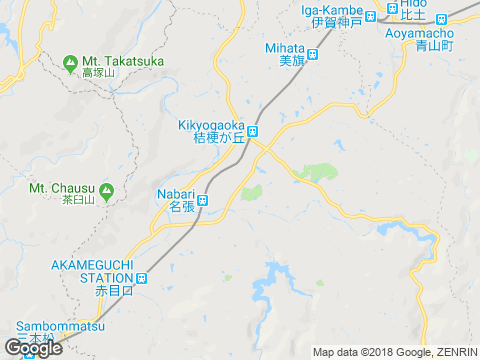 Hido
比土
Iga-Kambe
伊賀神戸
Aoyamacho
青山町
Mihata
美旗
Mt. Takatsuka
高塚山
Kikyogaoka
桔梗が丘
Mt. Chausu
茶臼山
Nabari
名張
AKAMEGUCHI
STATION
赤目口
Sambommatsu
三本松
Google
Map data ©2018 Google, ZENRIN